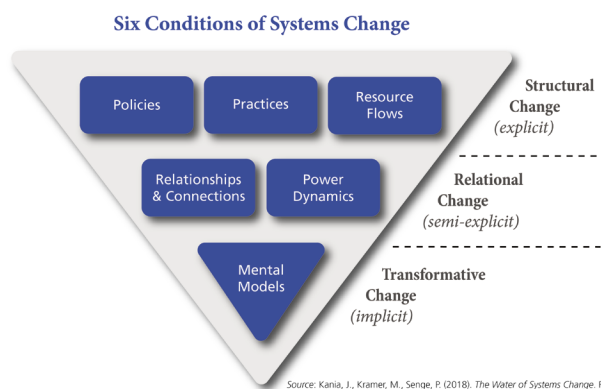 Six Conditions of Systems Change
Policies
Practices
Resource
Flows
Structural
Change
(explicit)
Relationships
& Connections
Power
Dynamics
Relational
Change
(semi-explicit)
Mental
Models
Transformative
Change
(implicit)
Source: Kania, J., Kramer, M., Senge, P. (2018). The Water of Systems Change.